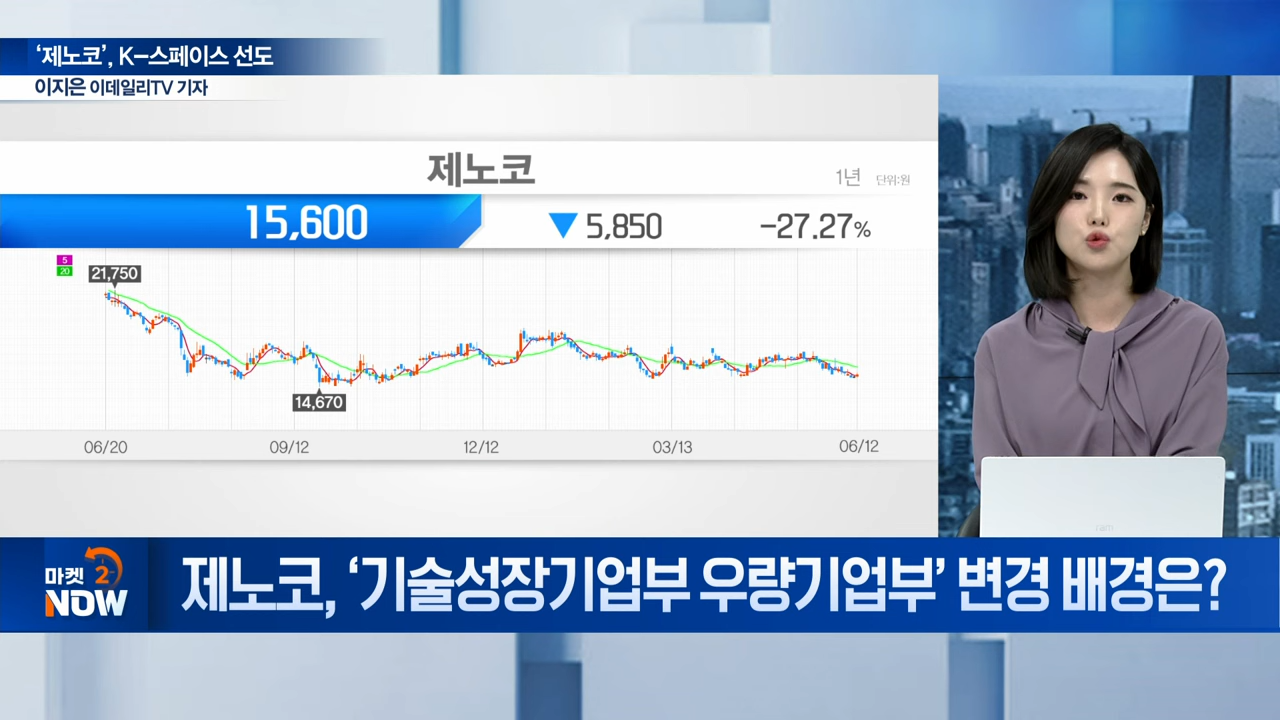 ‘제노코’, K-스페이스 선도
이지은 이데일리TV 기자
제노코
1년 단위:원
15,600 ▼ 5,850 -27.27%
5
20
21,750
14,670
06/20 09/12 12/12 03/13 06/12
마켓 2
NOW
제노코, ‘기술성장기업부 우량기업부’ 변경 배경은?
gram